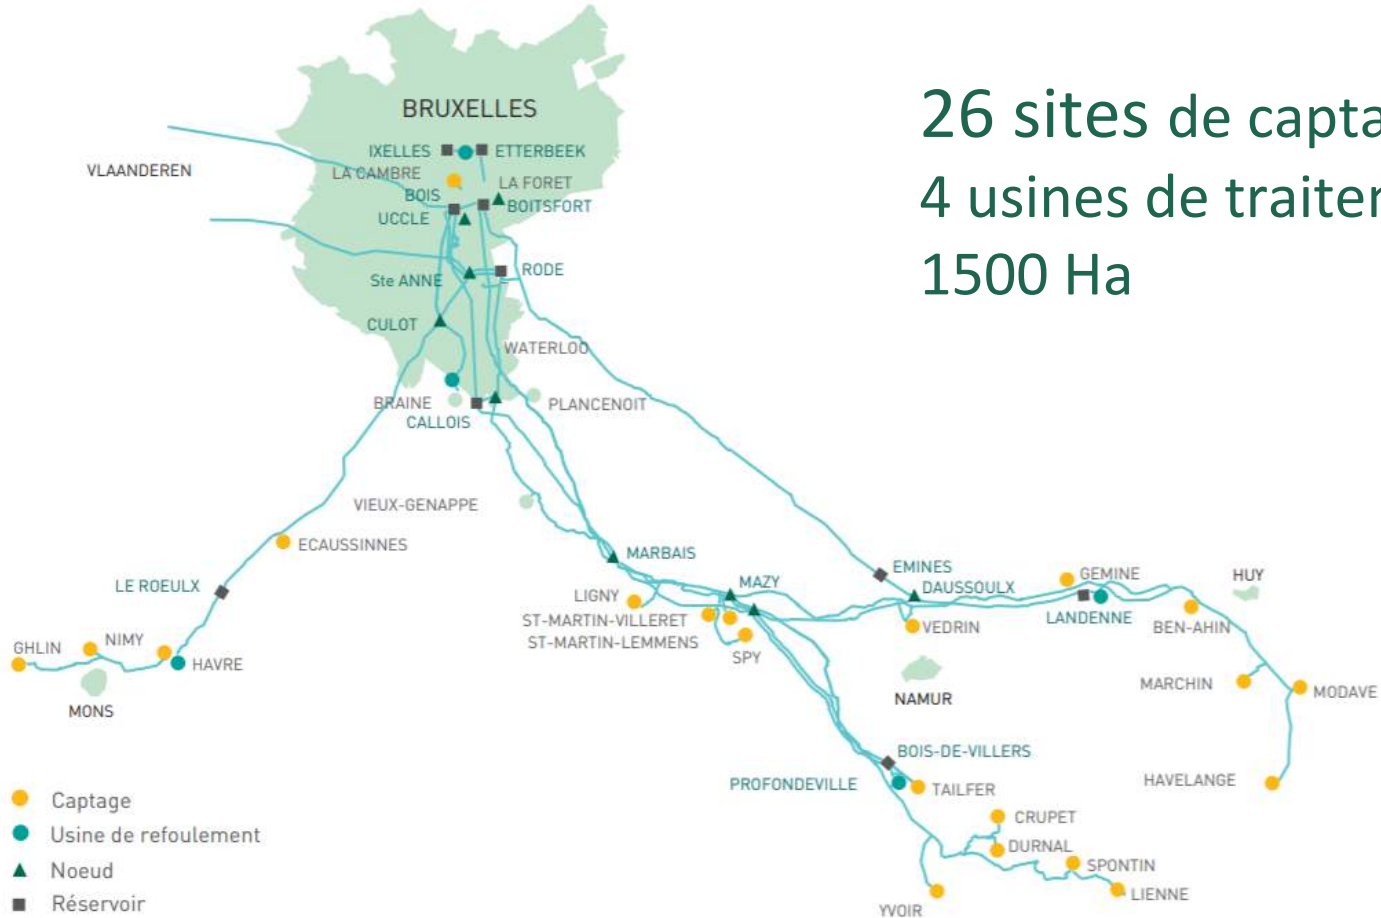 26 sites de capta
4 usines de traiter
1500 Ha
BRUXELLES
VLAANDEREN
IXELLES
ETTERBEEK
LA CAMBRE
LA FORET
BOIS
BOITSFORT
UCCLE
RODE
Ste ANNE
CULOT
WATERLOO
BRAINE
PLANCENOIT
CALLOIS
VIEUX-GENAPPE
ECAUSSINNES
MARBAIS
EMINES
GEMINE
HUY
LE ROEULX
MAZY
DAUSSOULX
LIGNY
ST-MARTIN-VILLERET
LANDENNE
BEN-AHIN
VEDRIN
ST-MARTIN-LEMMENS
GHLIN
NIMY
HAVRE
SPY
MARCHIN
MODAVE
NAMUR
MONS
BOIS-DE-VILLERS
PROFONDEVILLE
TAILFER
HAVELANGE
CRUPET
DURNAL
SPONTIN
LIENNE
YVOIR
Captage
Usine de refoulement
Noeud
Réservoir